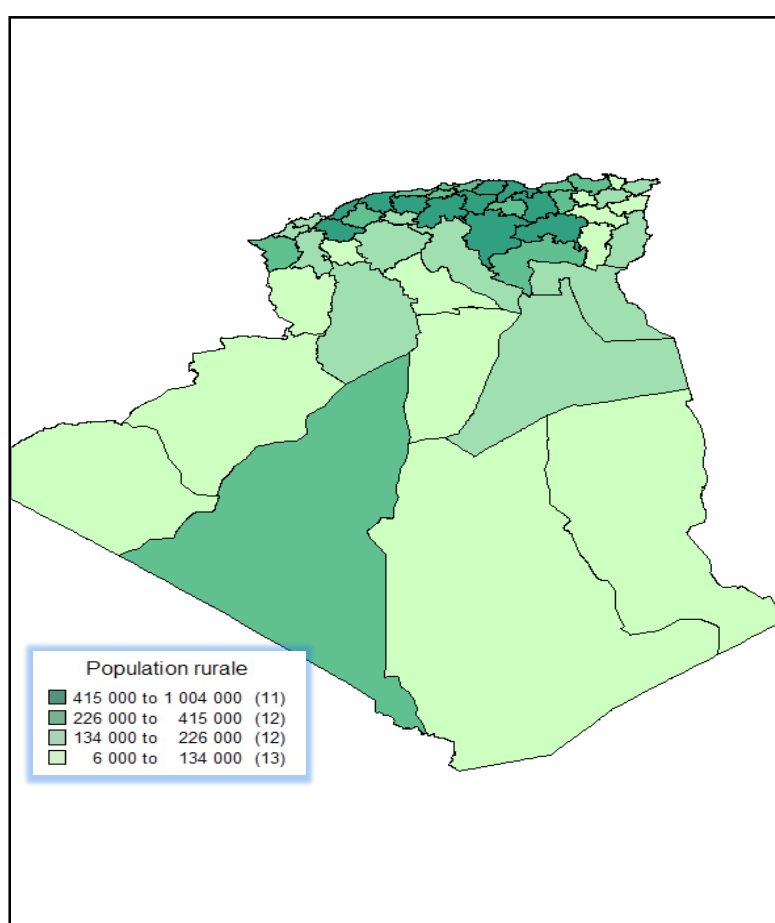 Population rurale
415 000 to 1 004 000 (11)
226 000 to 415 000 (12)
134 000 to 226 000 (12)
6 000 to 134 000 (13)